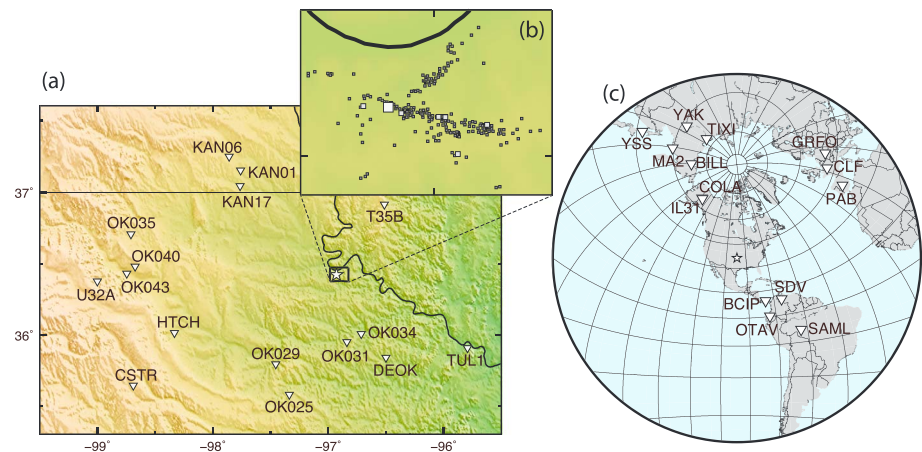 (a)
(b)
(c)
KAN06
KAN01
KAN17
37°
T35B
OK035
OK040
OK043
U32A
HTCH
36°
OK034
OK031
OK029
DEOK
TUL1
CSTR
OK025
−99
−98
−97
−96
YAK
TIXI
YSS
GRFO
MA2
BILL
CLF
COLA
PAB
IL31
SDV
BCIP
OTAV
SAML